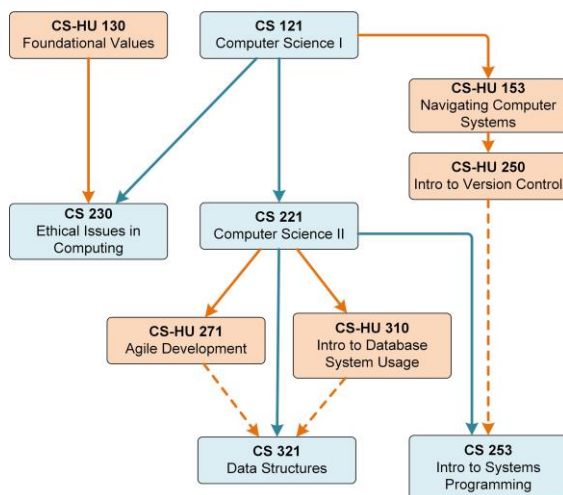 CS-HU 130
Foundational Values
CS 121
Computer Science I
CS-HU 153
Navigating Computer
Systems
CS-HU 250
Intro to Version Control
CS 230
Ethical Issues in
Computing
CS 221
Computer Science II
CS-HU 271
Agile Development
CS-HU 310
Intro to Database
System Usage
CS 321
Data Structures
CS 253
Intro to Systems
Programming